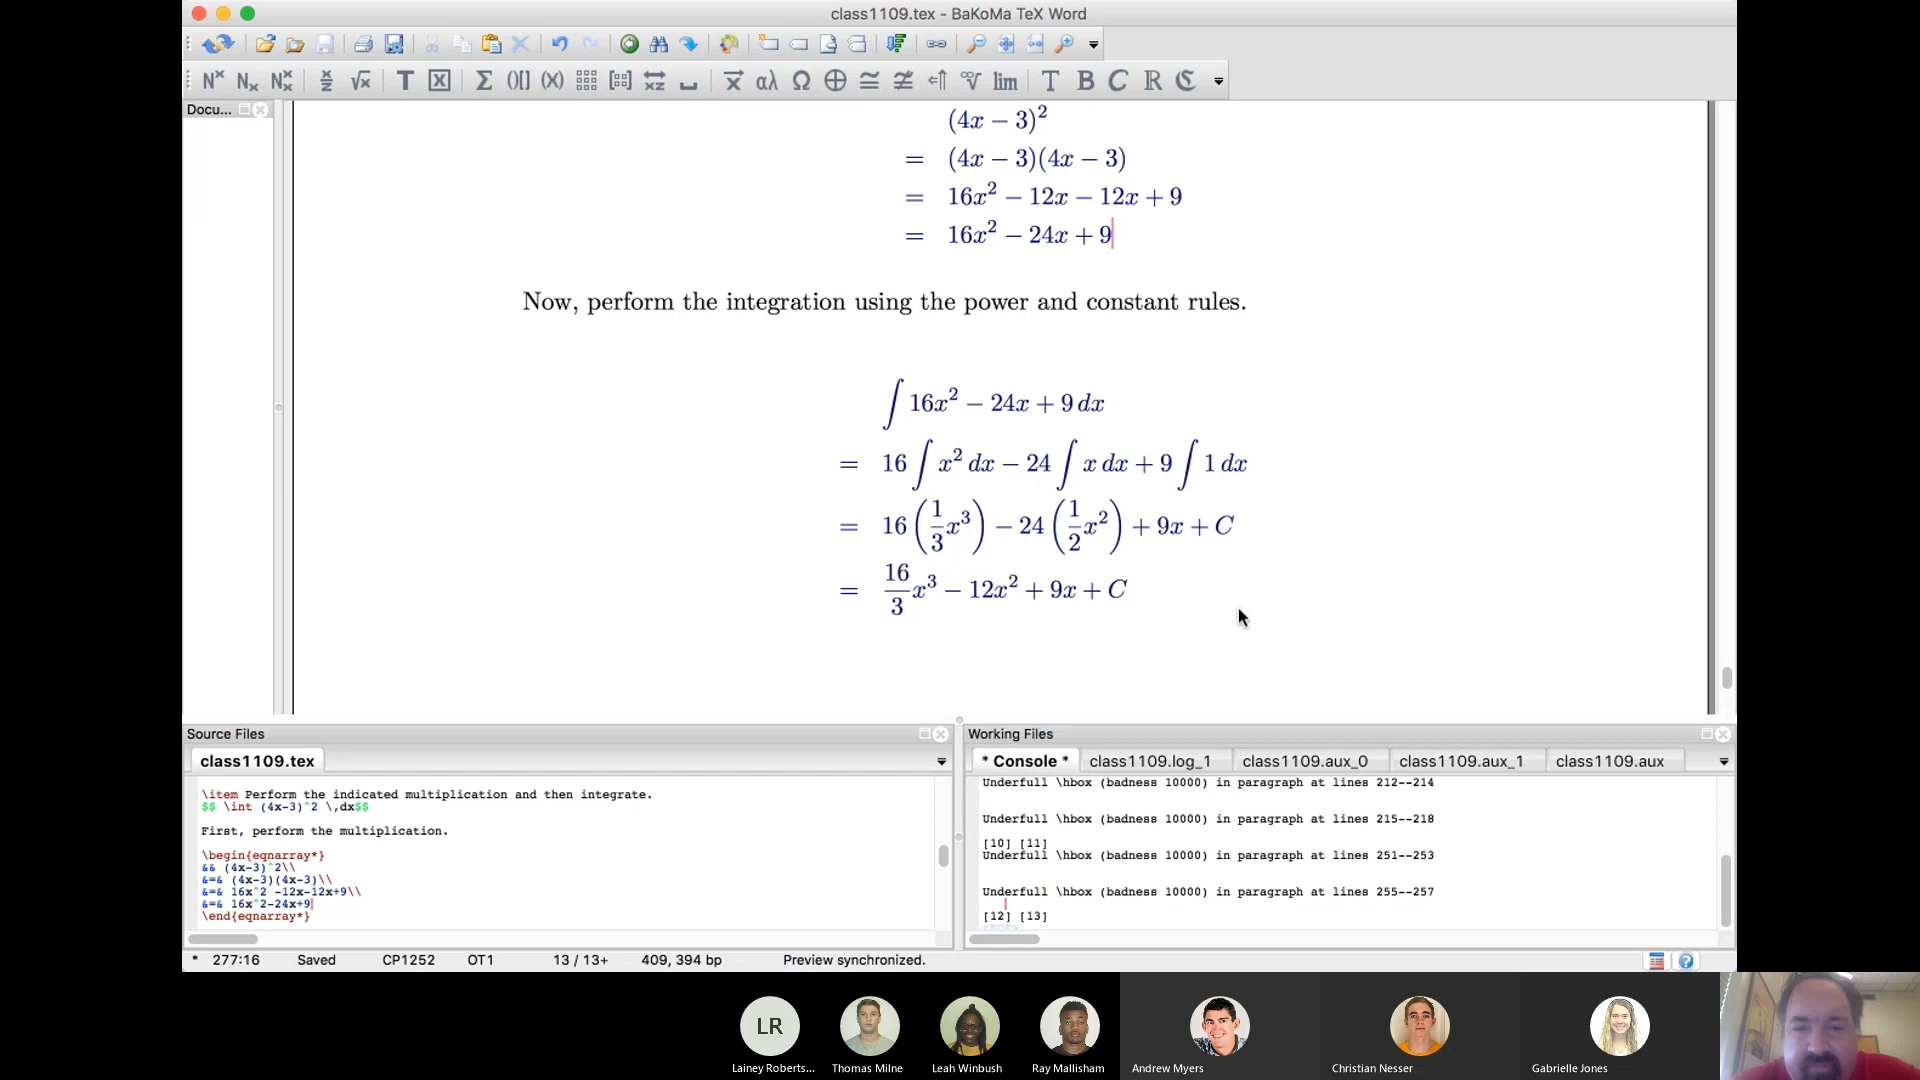 class1109.tex - BaKoMa TeX Word
Docu...
(4x − 3)²
= (4x − 3)(4x − 3)
= 16x² − 12x − 12x + 9
= 16x² − 24x + 9
Now, perform the integration using the power and constant rules.
∫ 16x² − 24x + 9 dx
= 16 ∫ x² dx − 24 ∫ x dx + 9 ∫ 1 dx
= 16 (1/3 x³) − 24 (1/2 x²) + 9x + C
= 16/3 x³ − 12x² + 9x + C
Source Files
class1109.tex
\item Perform the indicated multiplication and then integrate.
$$ \int (4x-3)^2 \,dx$$
First, perform the multiplication.
\begin{eqnarray*}
&& (4x-3)^2\\
&=& (4x-3)(4x-3)\\
&=& 16x^2 -12x-12x+9\\
&=& 16x^2-24x+9
\end{eqnarray*}
Working Files
* Console * class1109.log_1 class1109.aux_0 class1109.aux_1 class1109.aux
Underfull \hbox (badness 10000) in paragraph at lines 212--214
Underfull \hbox (badness 10000) in paragraph at lines 215--218
[10] [11]
Underfull \hbox (badness 10000) in paragraph at lines 251--253
Underfull \hbox (badness 10000) in paragraph at lines 255--257
[12] [13]
* 277:16 Saved CP1252 OT1 13 / 13+ 409, 394 bp Preview synchronized.
LR
Lainey Roberts... Thomas Milne Leah Winbush Ray Mallisham Andrew Myers Christian Nesser Gabrielle Jones